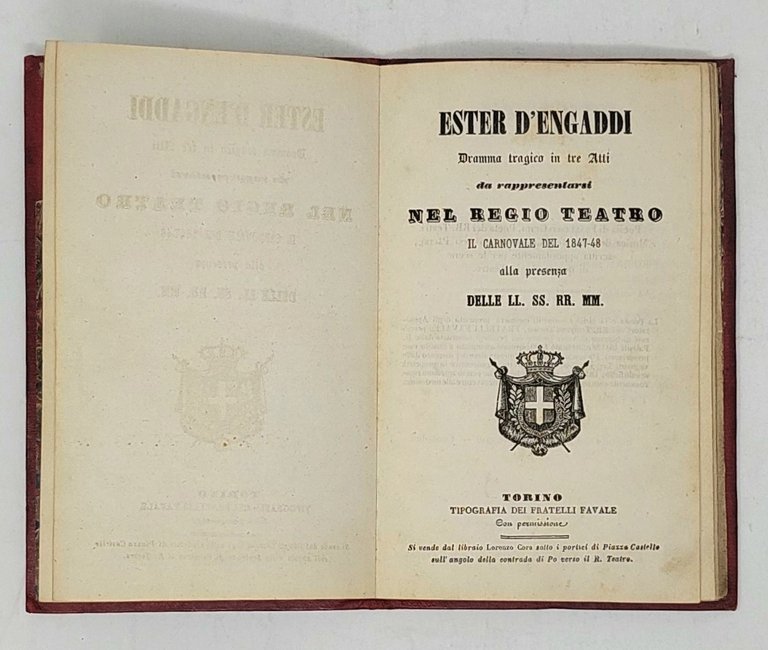 ESTER D'ENGADDI
Dramma tragico in tre Atti
da rappresentarsi
NEL REGIO TEATRO
IL CARNOVALE DEL 1847-48
alla presenza
DELLE LL. SS. RR. MM.
TORINO
TIPOGRAFIA DEI FRATELLI FAVALE
Con permissione
Si vende dal libraio Lorenzo Cora sotto i portici di Piazza Castello
sull'angolo della contrada di Po verso il R. Teatro.